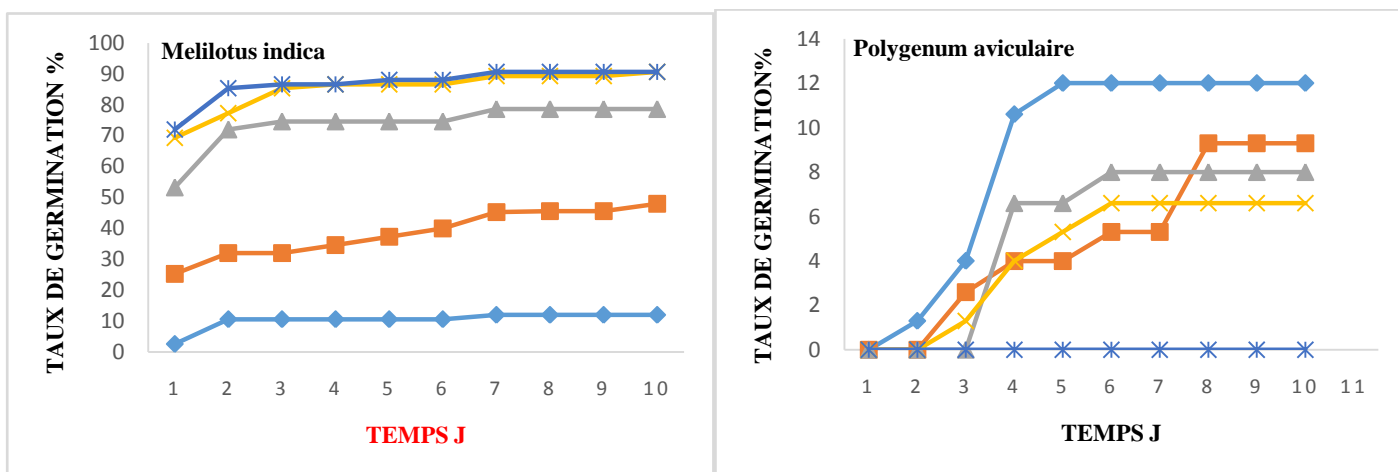 Melilotus indica
TAUX DE GERMINATION %
100
90
80
70
60
50
40
30
20
10
0
1 2 3 4 5 6 7 8 9 10
TEMPS J
Polygenum aviculaire
TAUX DE GERMINATION%
14
12
10
8
6
4
2
0
1 2 3 4 5 6 7 8 9 10 11
TEMPS J